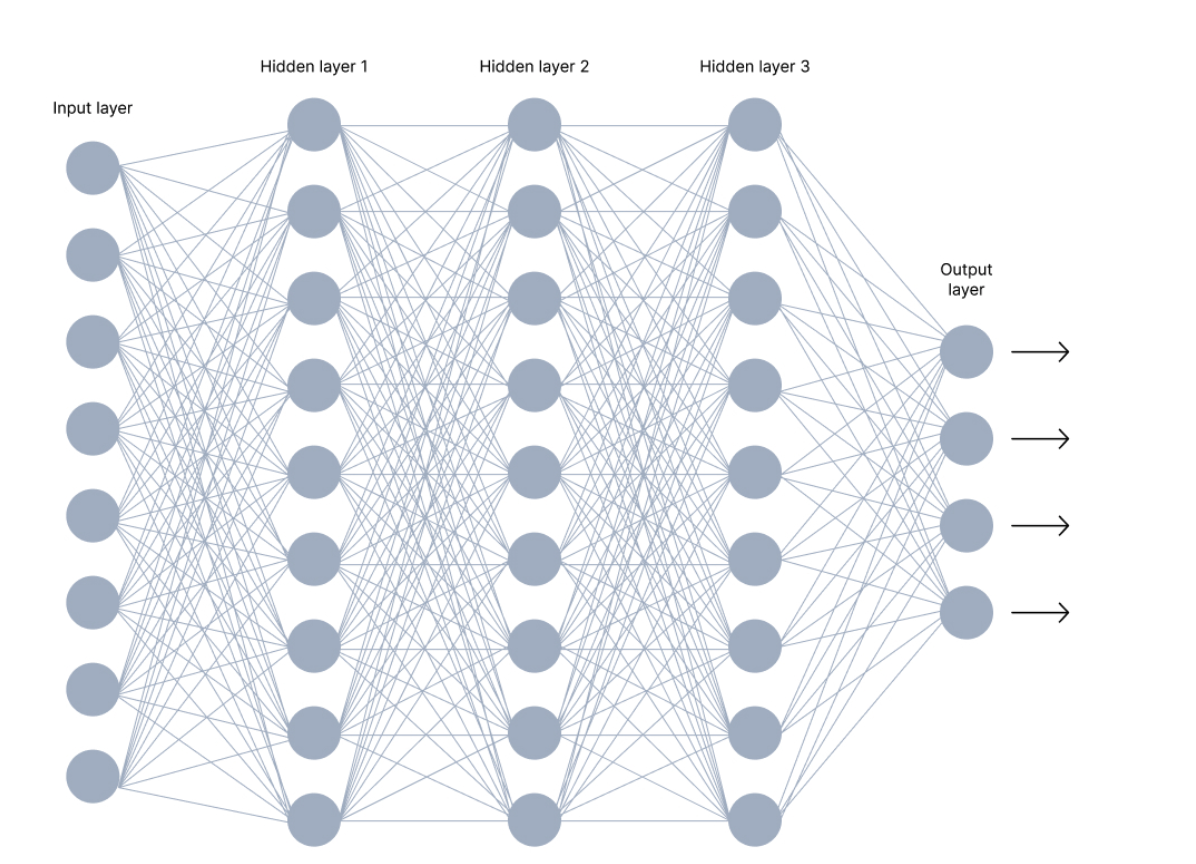 Input layer
Hidden layer 1
Hidden layer 2
Hidden layer 3
Output
layer